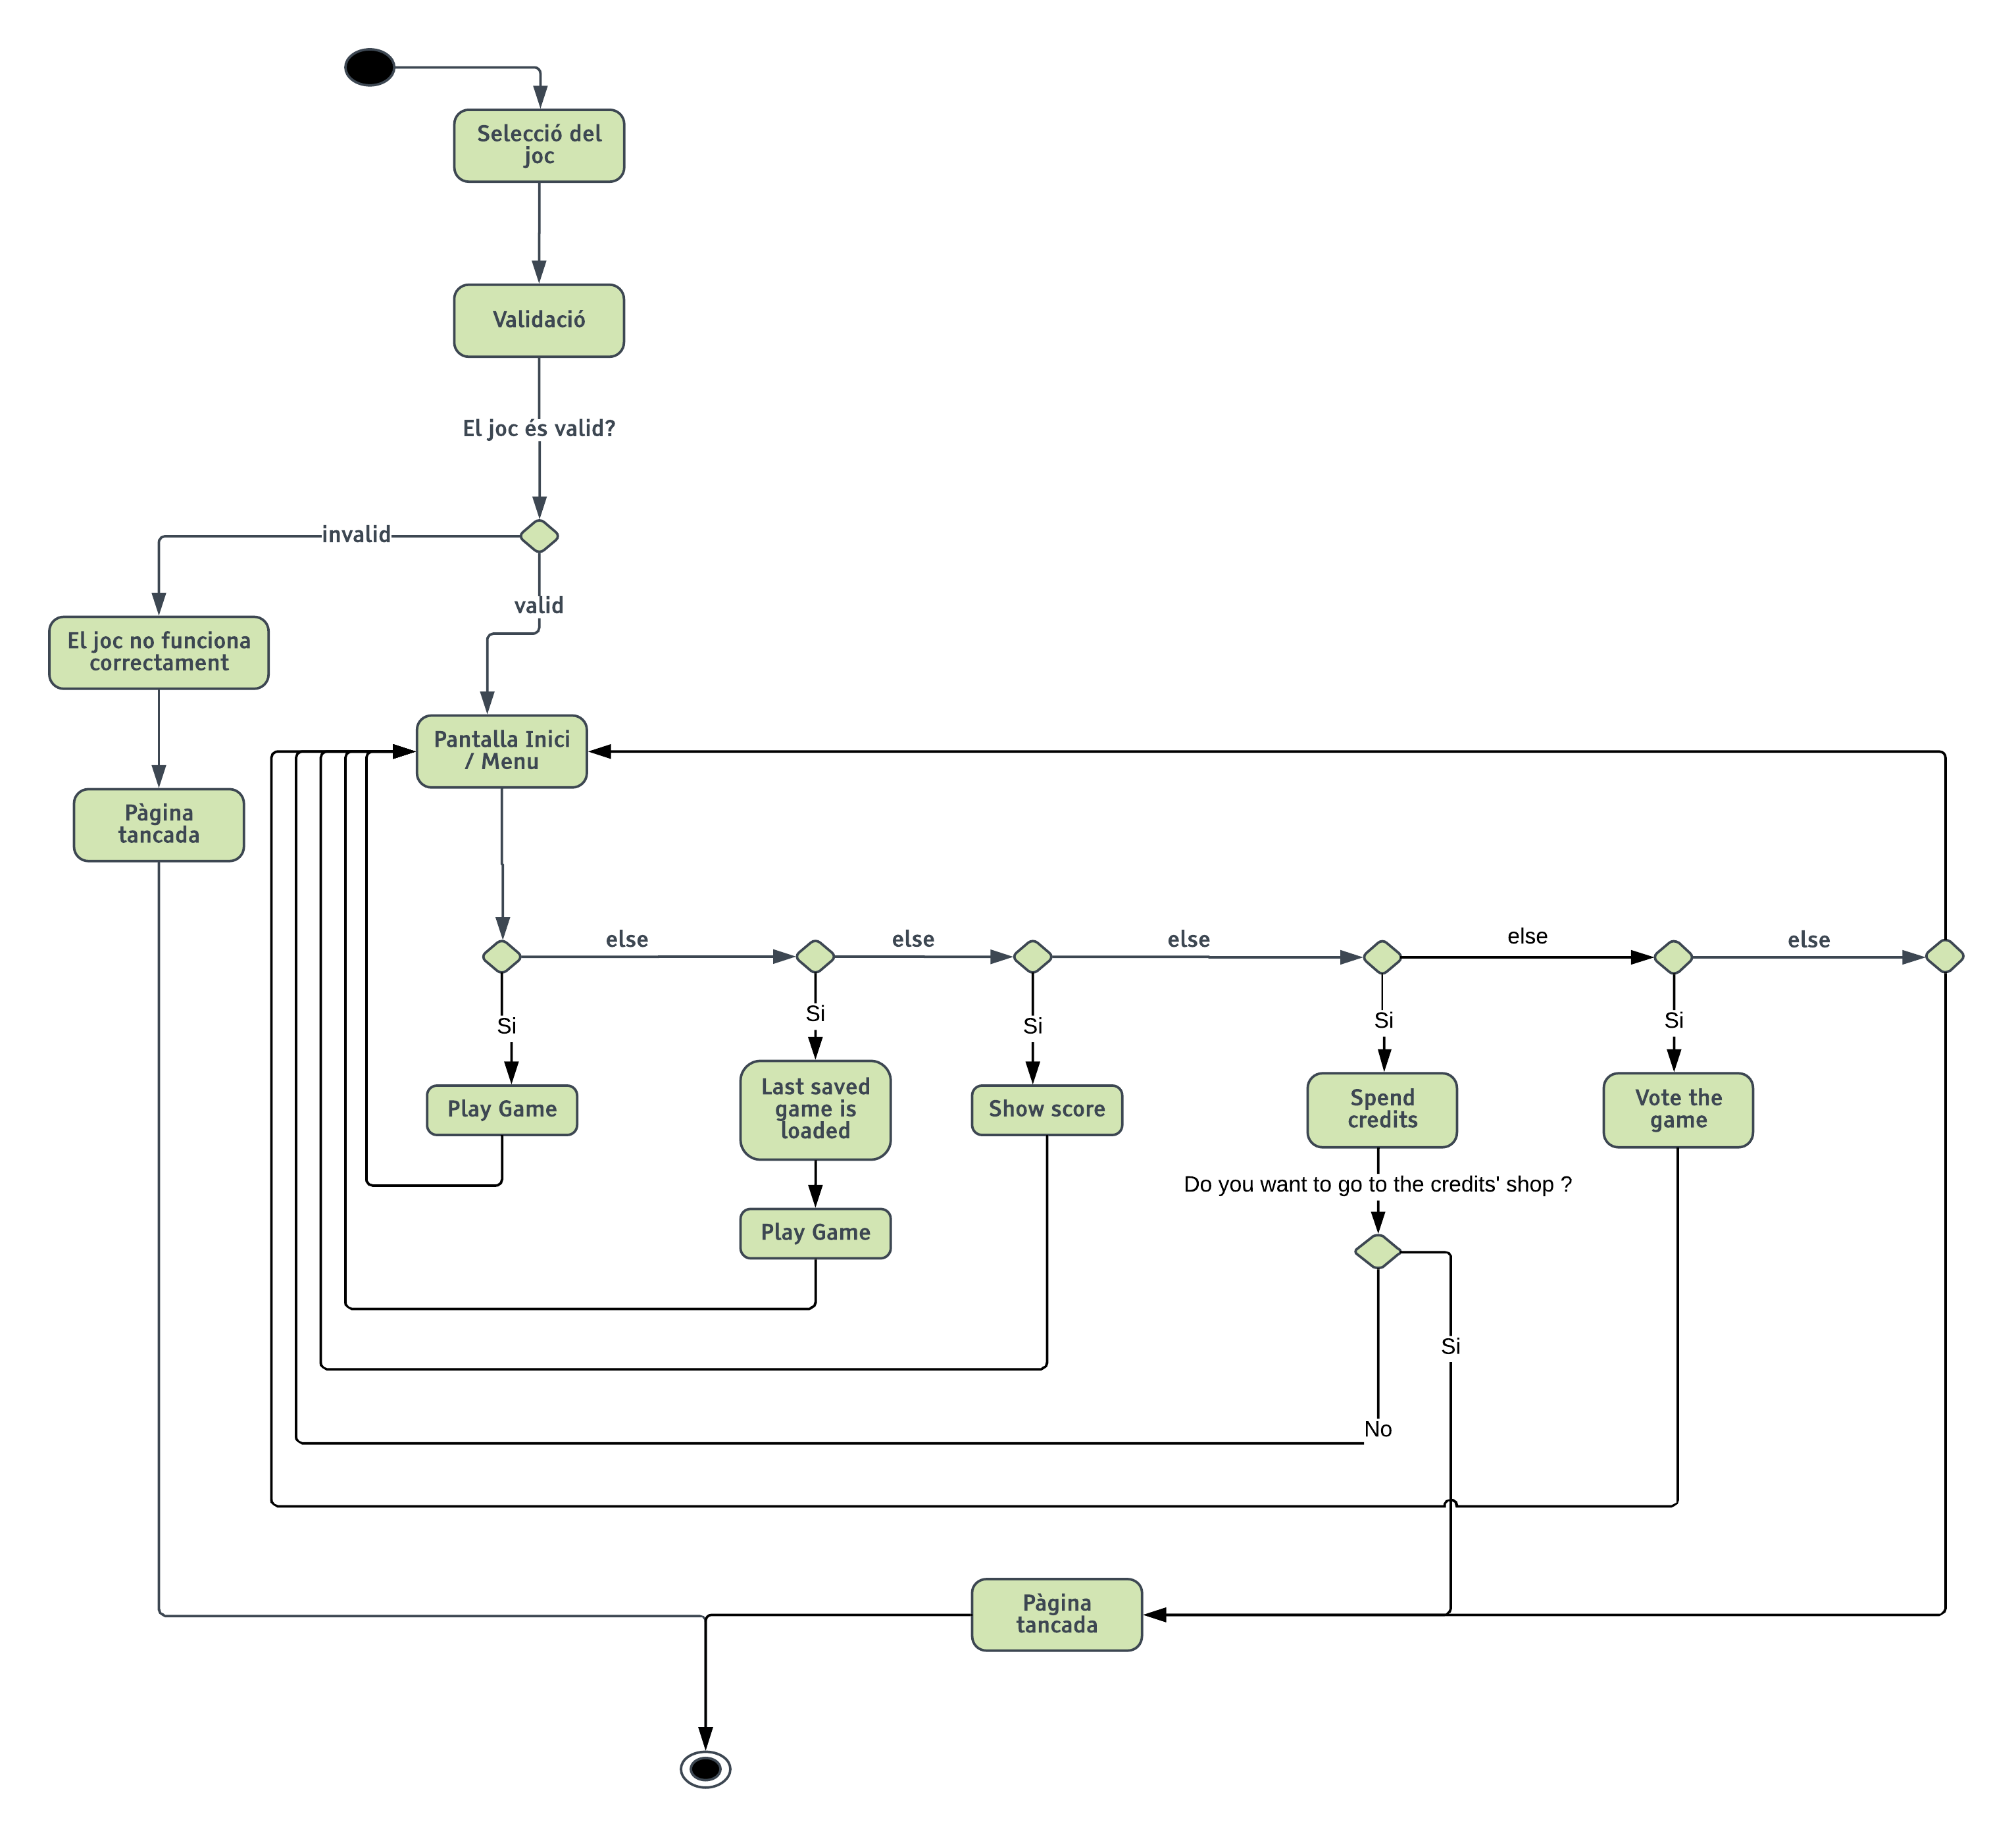 Selecció del
joc
Validació
El joc és valid?
invalid
valid
El joc no funciona
correctament
Pantalla Inici
/ Menu
Pàgina
tancada
else
else
else
else
else
Si
Si
Si
Si
Si
Play Game
Last saved
game is
loaded
Show score
Spend
credits
Vote the
game
Do you want to go to the credits' shop ?
Play Game
Si
No
Pàgina
tancada